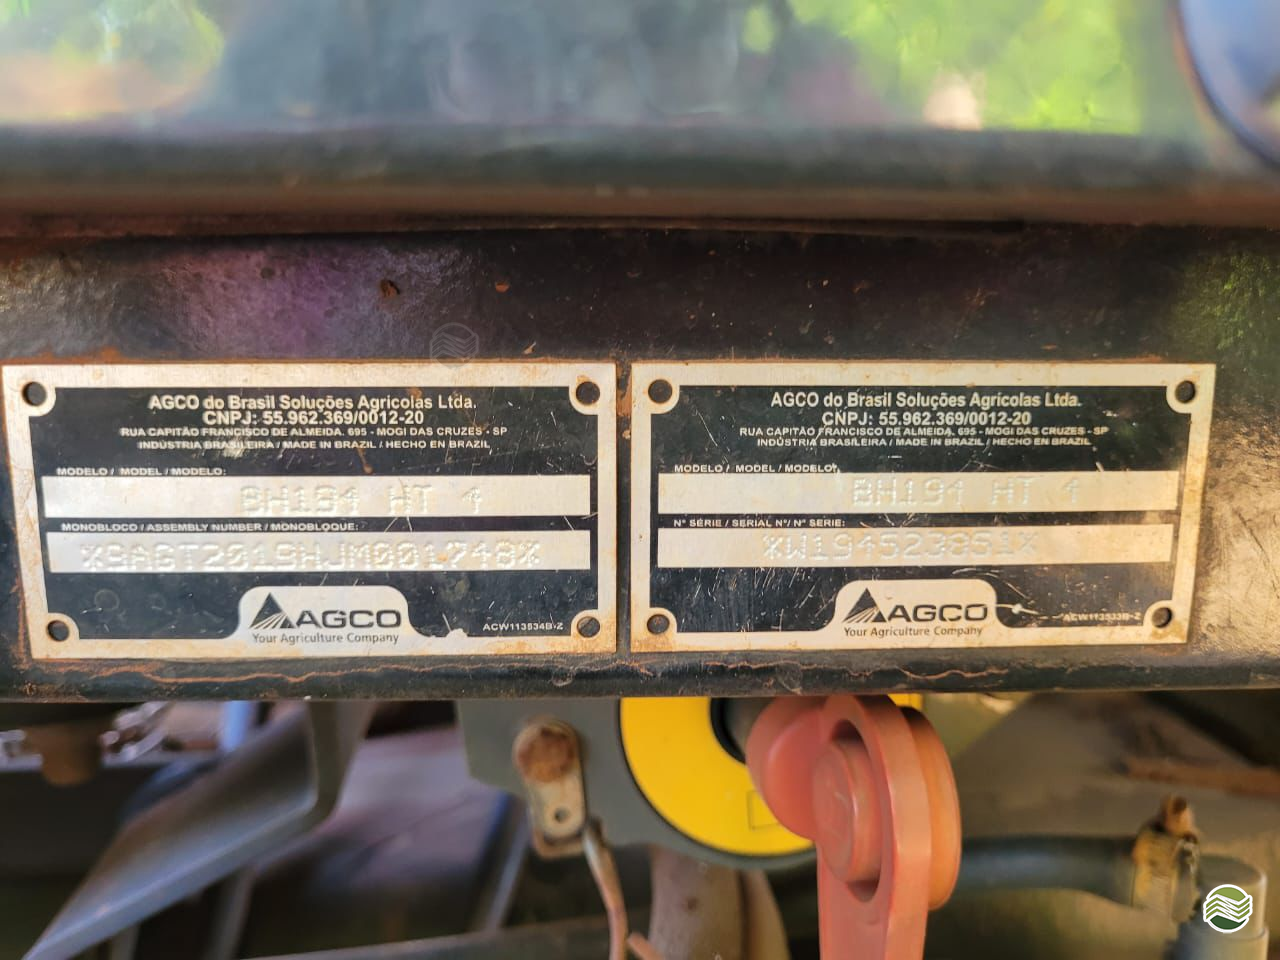 AGCO do Brasil Soluções Agrícolas Ltda.
CNPJ: 55.962.369/0012-20
RUA CAPITÃO FRANCISCO DE ALMEIDA, 695 - MOGI DAS CRUZES - SP
INDÚSTRIA BRASILEIRA / MADE IN BRAZIL / HECHO EN BRAZIL
MODELO / MODEL / MODELO:
BH194 HT 4
MONOBLOCO / ASSEMBLY NUMBER / MONOBLOQUE:
*9AGT2019HJM001748*
AGCO
Your Agriculture Company
ACW113534B-Z
AGCO do Brasil Soluções Agrícolas Ltda.
CNPJ: 55.962.369/0012-20
RUA CAPITÃO FRANCISCO DE ALMEIDA, 695 - MOGI DAS CRUZES - SP
INDÚSTRIA BRASILEIRA / MADE IN BRAZIL / HECHO EN BRAZIL
MODELO / MODEL / MODELO:
BH194 HT 4
N° SÉRIE / SERIAL N°/ N° SERIE:
*W194523851*
AGCO
Your Agriculture Company
ACW113533B-Z